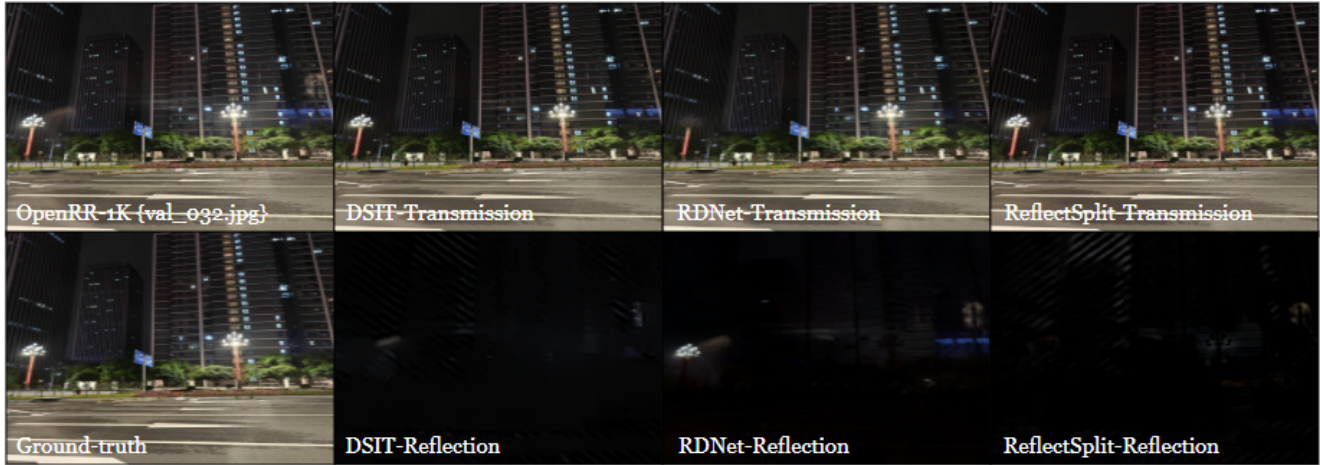 OpenRR-1K {val_032.jpg}
DSIT-Transmission
RDNet-Transmission
ReflectSplit-Transmission
Ground-truth
DSIT-Reflection
RDNet-Reflection
ReflectSplit-Reflection